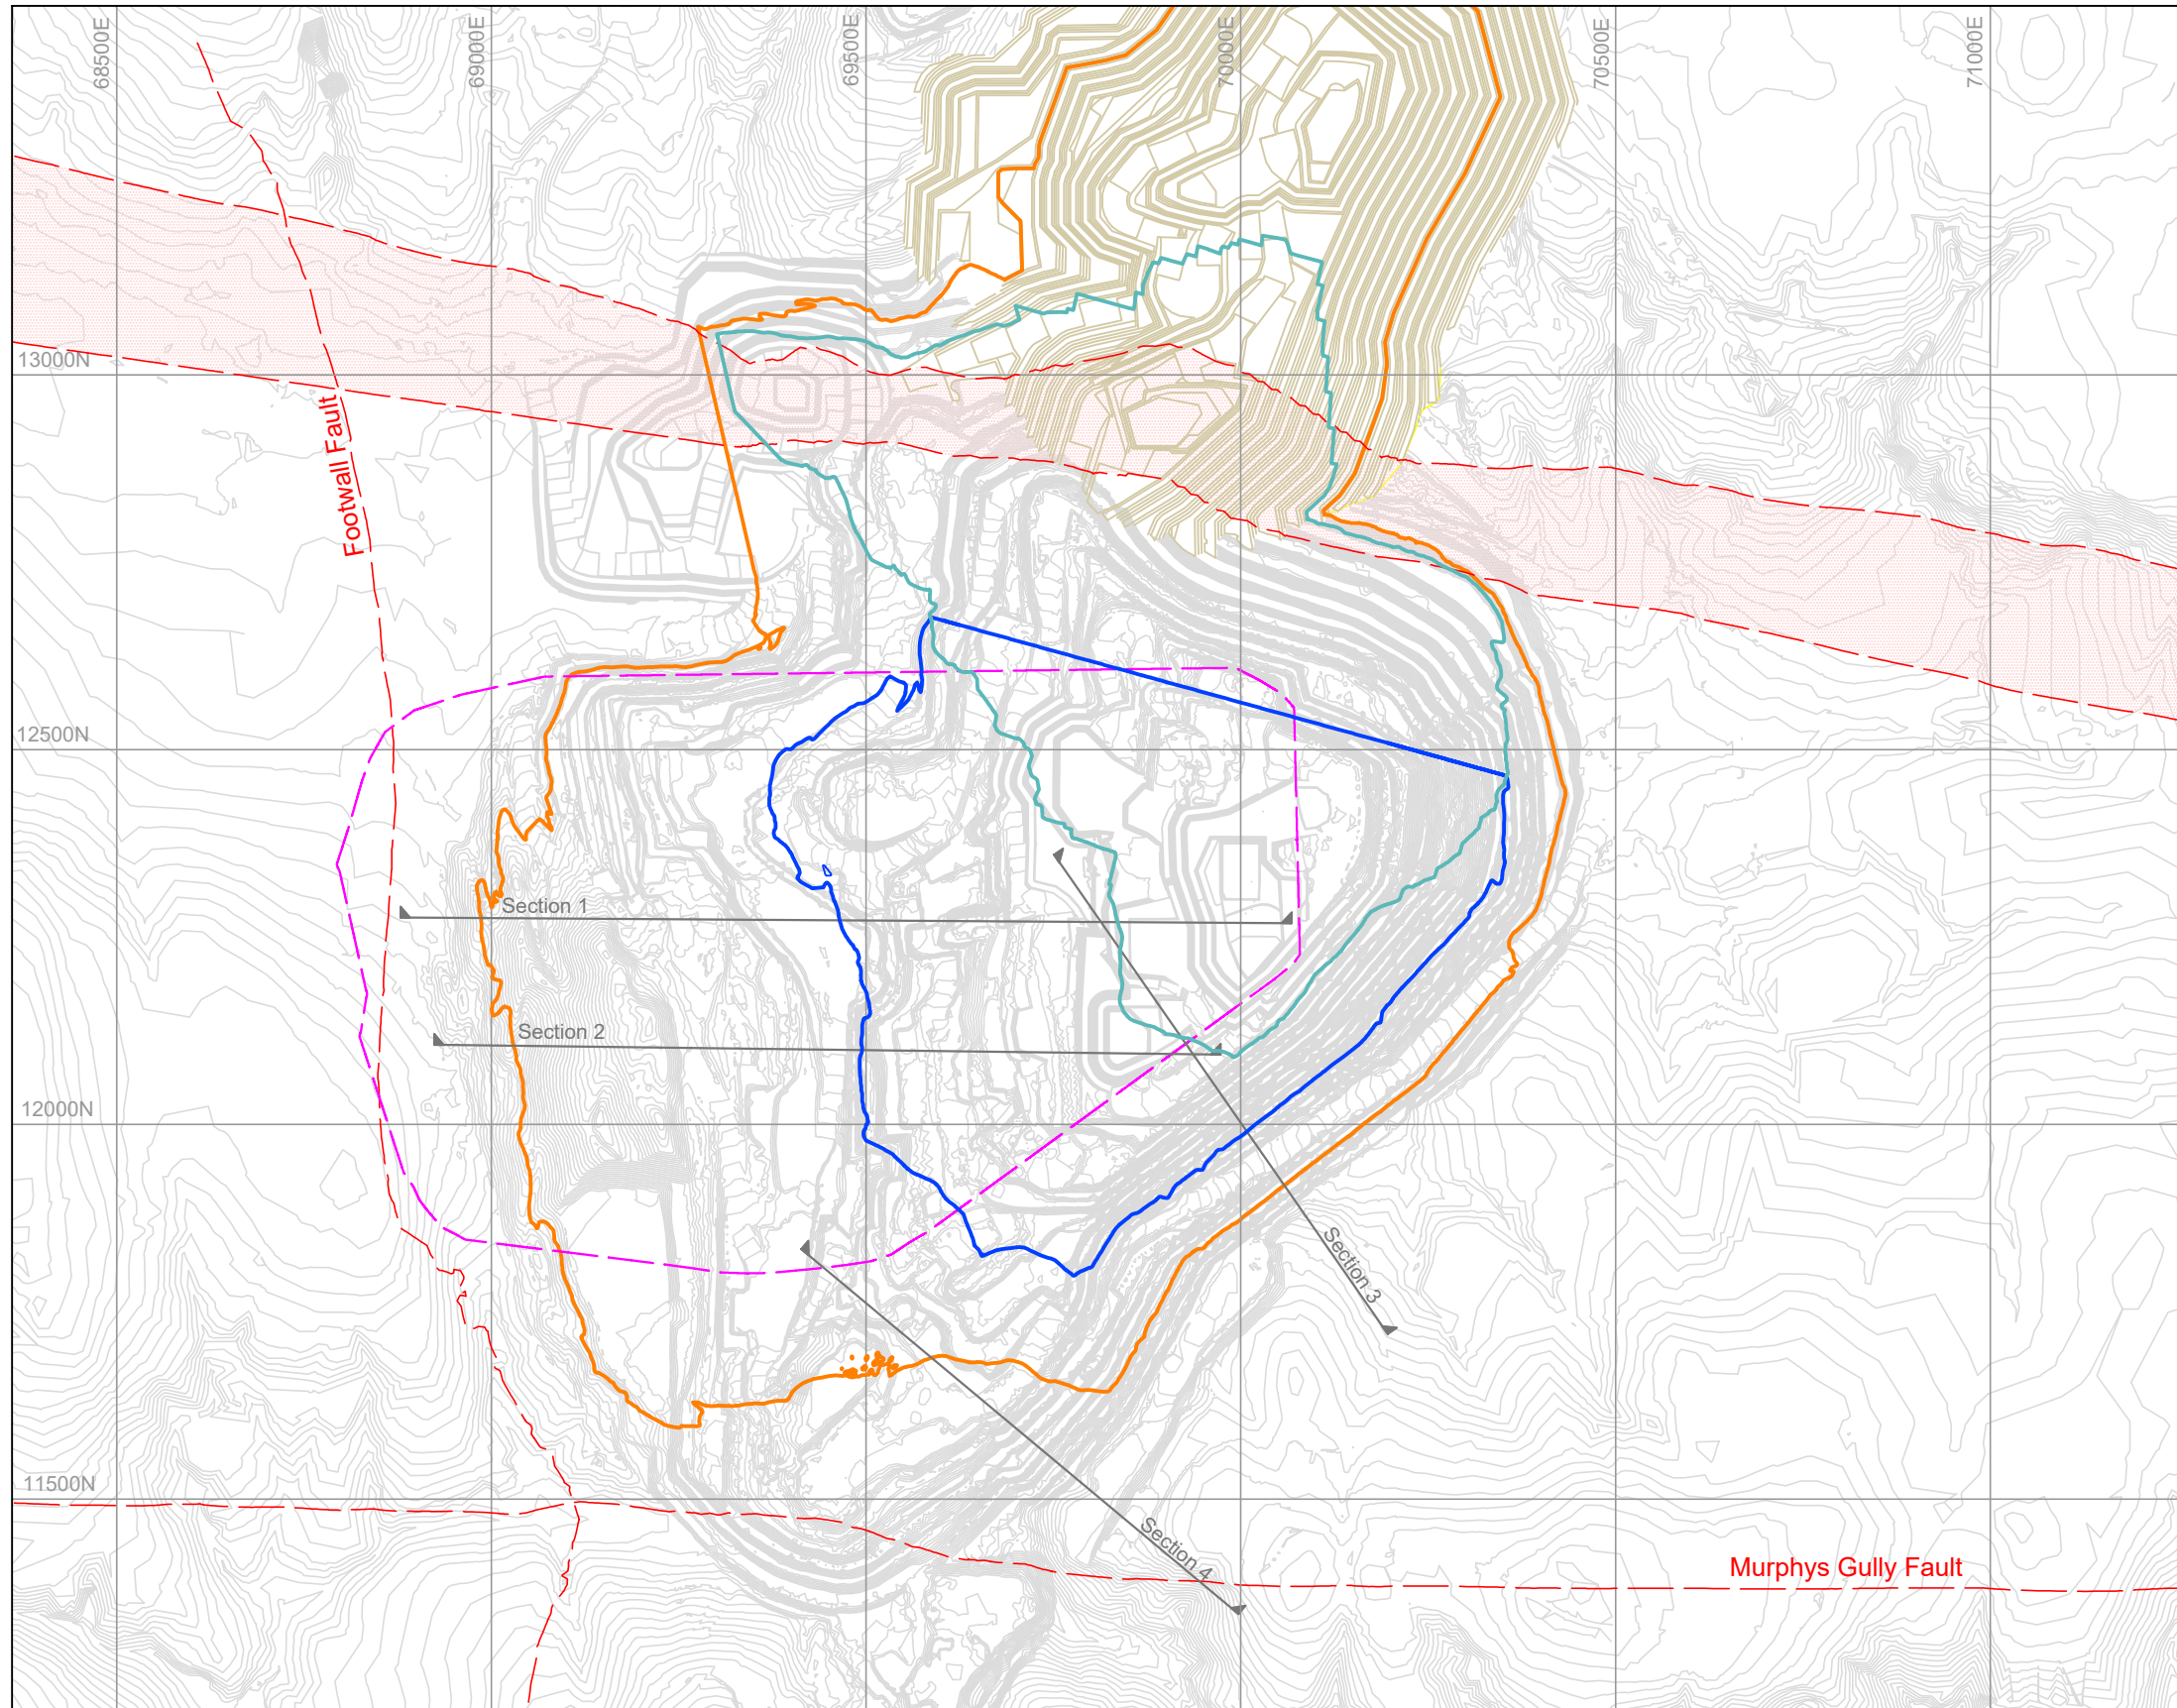 68500E
69000E
69500E
70000E
70500E
71000E
13000N
Footwall Fault
12500N
Section 1
Section 2
12000N
Section 3
11500N
Section 4
Murphys Gully Fault